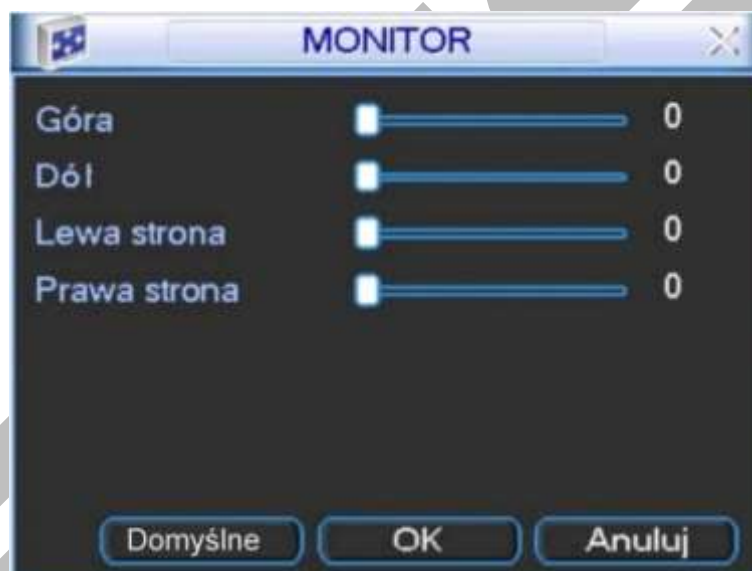 MONITOR
Góra 0
Dół 0
Lewa strona 0
Prawa strona 0
Domyślne OK Anuluj